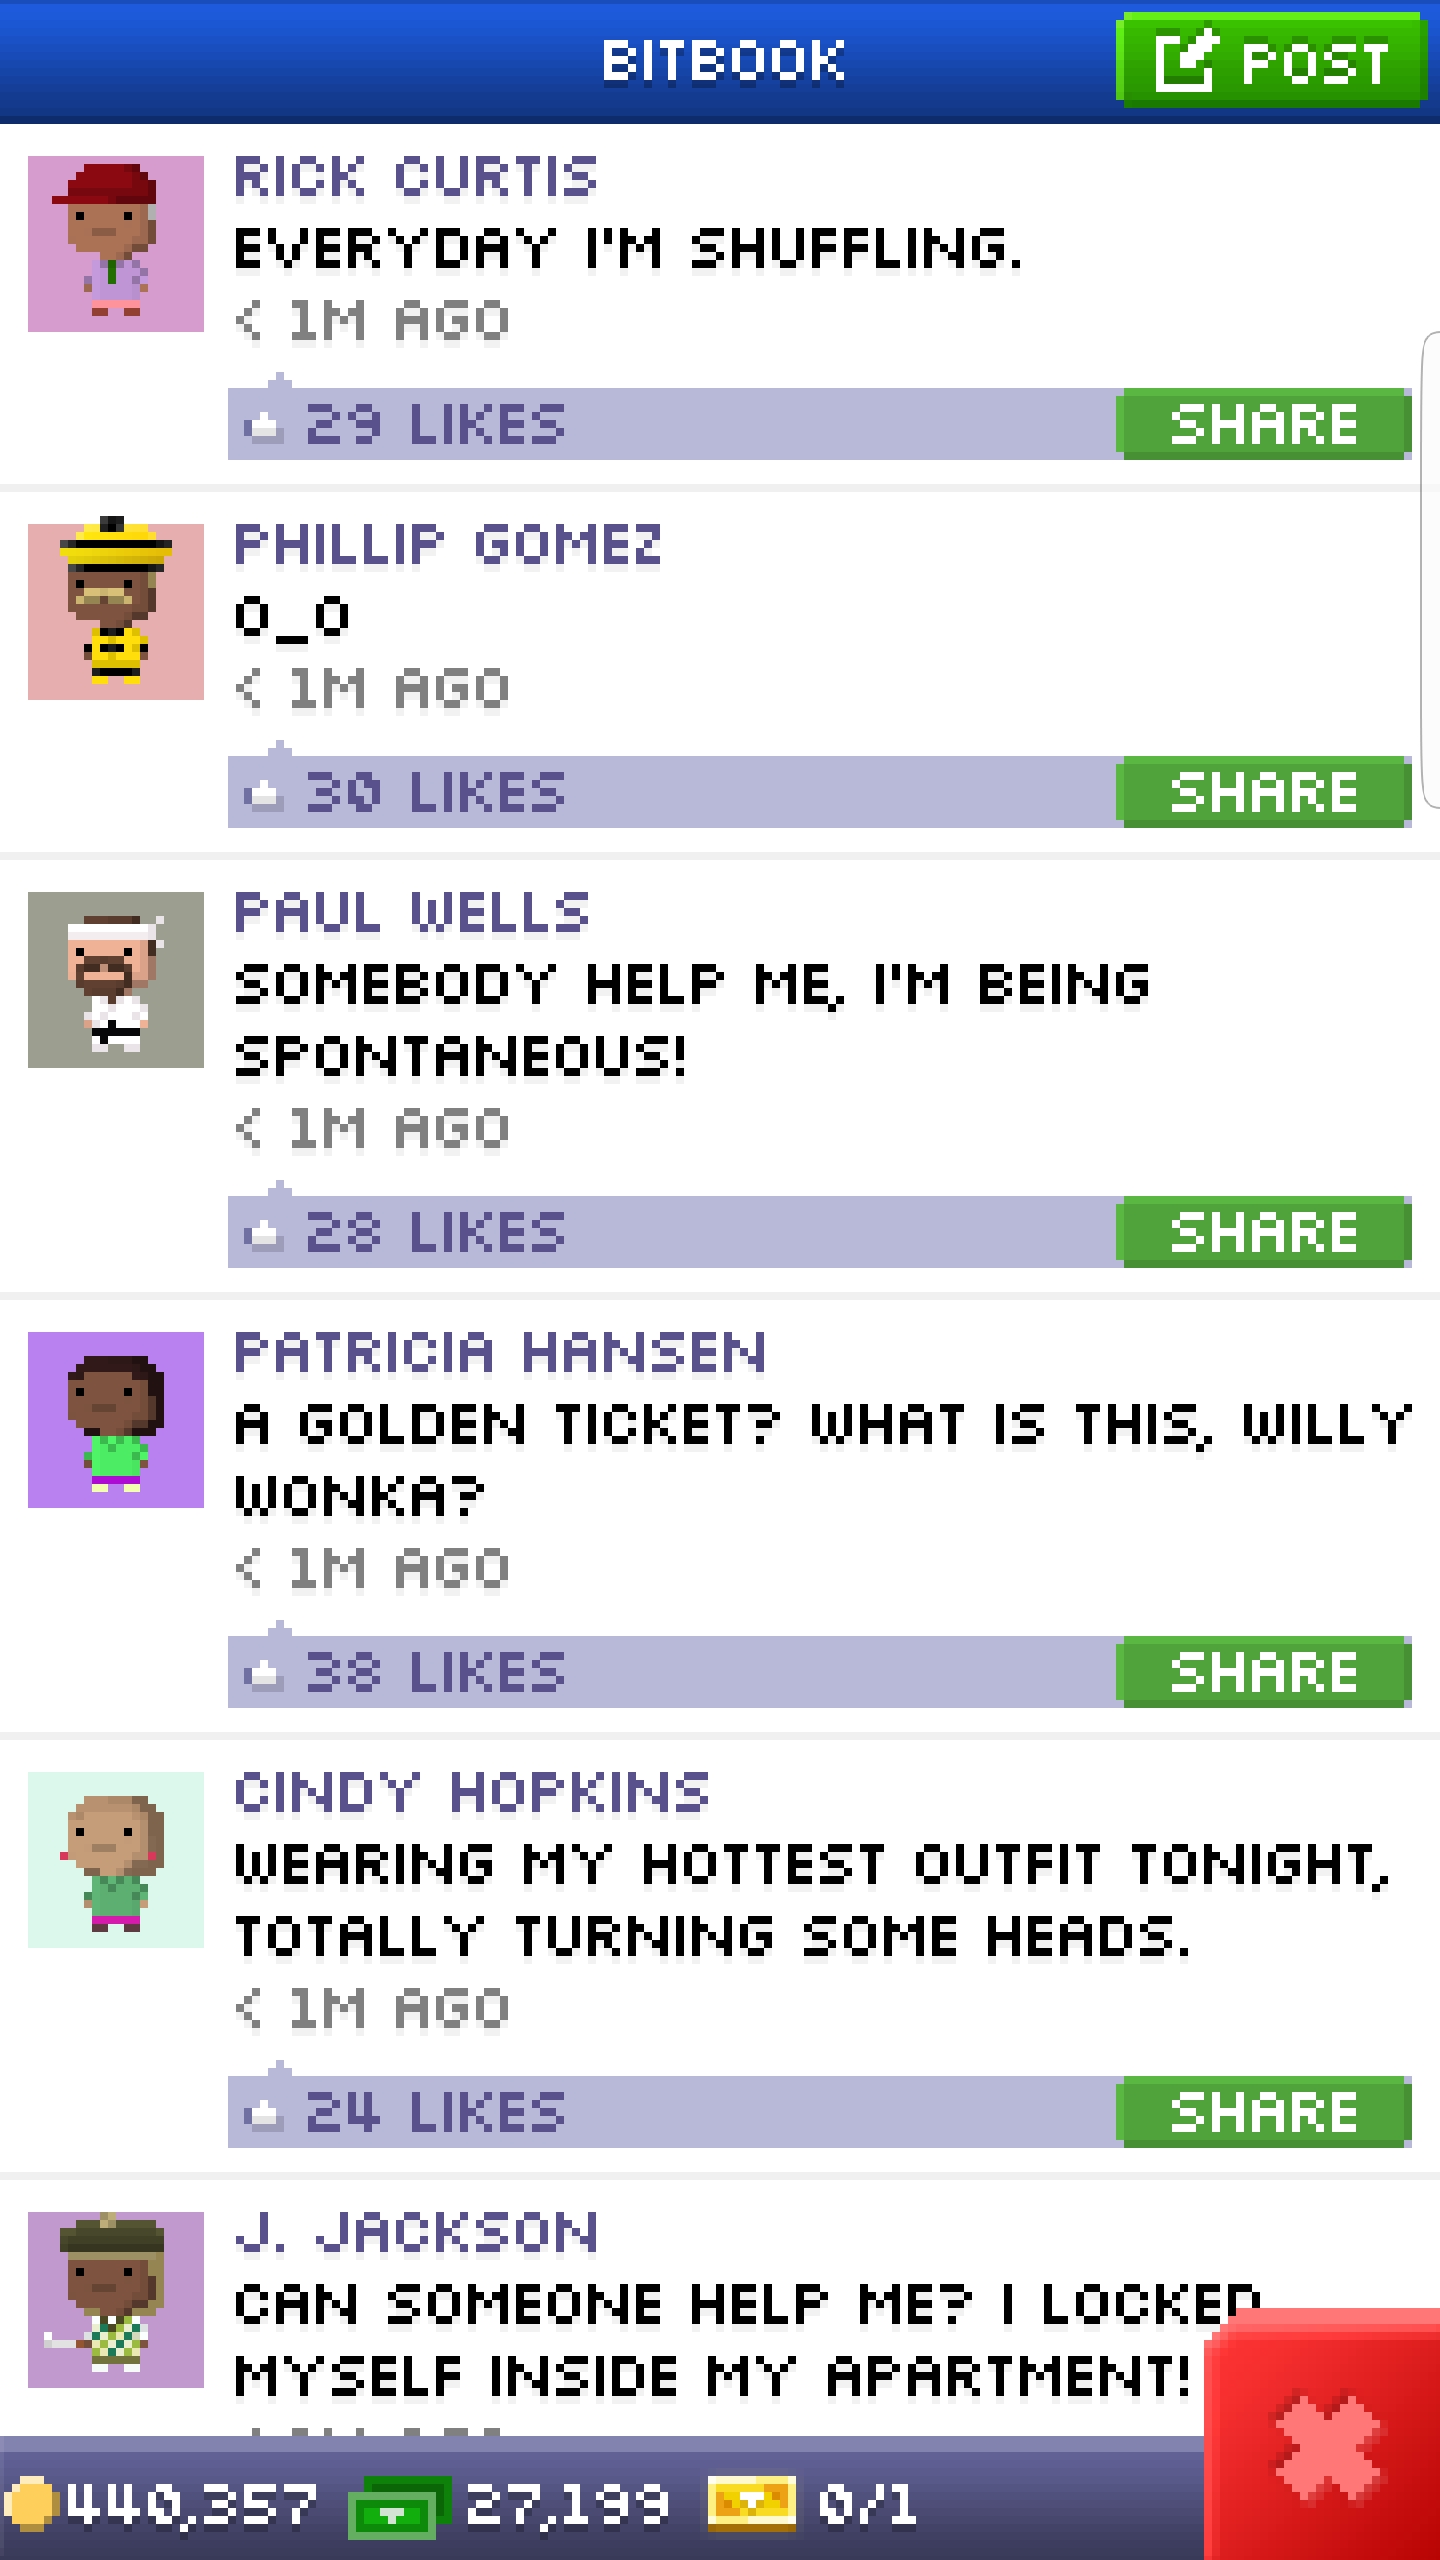 BITBOOK
POST
RICK CURTIS
EVERYDAY I'M SHUFFLING.
< 1M AGO
29 LIKES
SHARE
PHILLIP GOMEZ
O_O
< 1M AGO
30 LIKES
SHARE
PAUL WELLS
SOMEBODY HELP ME, I'M BEING
SPONTANEOUS!
< 1M AGO
28 LIKES
SHARE
PATRICIA HANSEN
A GOLDEN TICKET? WHAT IS THIS, WILLY
WONKA?
< 1M AGO
38 LIKES
SHARE
CINDY HOPKINS
WEARING MY HOTTEST OUTFIT TONIGHT,
TOTALLY TURNING SOME HEADS.
< 1M AGO
24 LIKES
SHARE
J. JACKSON
CAN SOMEONE HELP ME? I LOCKED
MYSELF INSIDE MY APARTMENT!
440,357
27,199
0/1